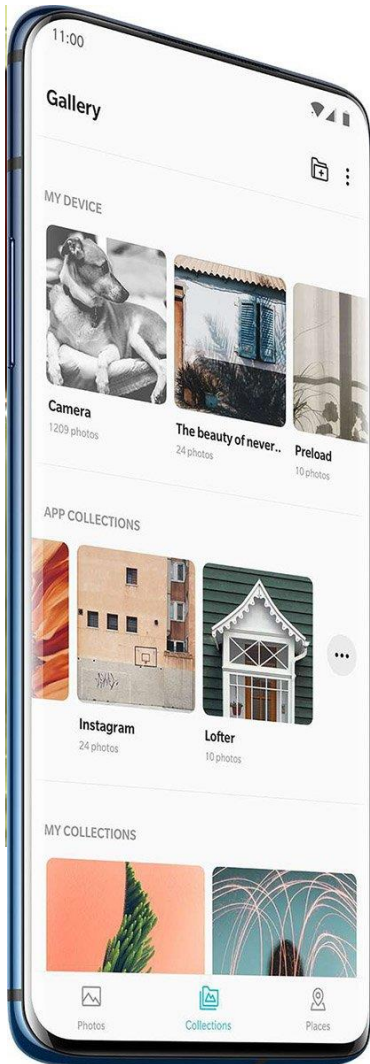 11:00
Gallery
MY DEVICE
Camera
1209 photos
The beauty of never..
24 photos
Preload
10 photos
APP COLLECTIONS
Instagram
24 photos
Lofter
10 photos
MY COLLECTIONS
Photos
Collections
Places